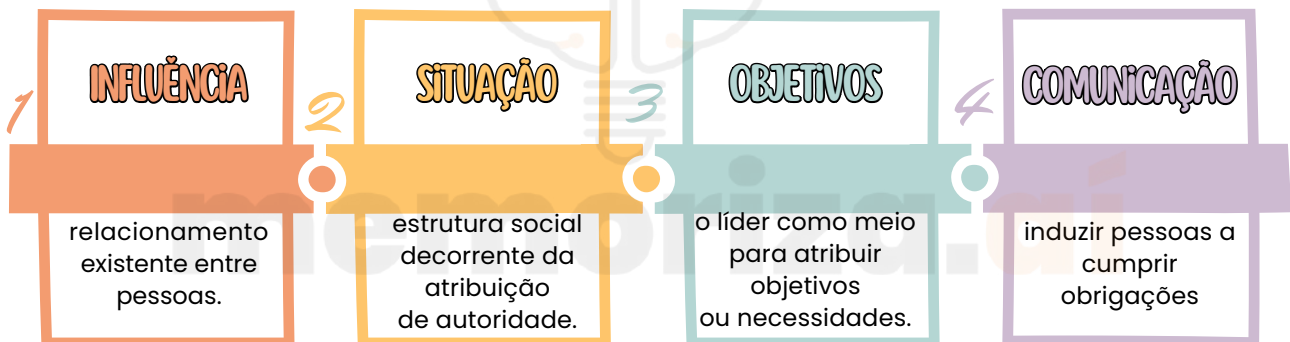 1
INFLUÊNCIA
relacionamento
existente entre
pessoas.
2
SITUAÇÃO
estrutura social
decorrente da
atribuição
de autoridade.
3
OBJETIVOS
o líder como meio
para atribuir
objetivos
ou necessidades.
4
COMUNICAÇÃO
induzir pessoas a
cumprir
obrigações
memoriza.aí